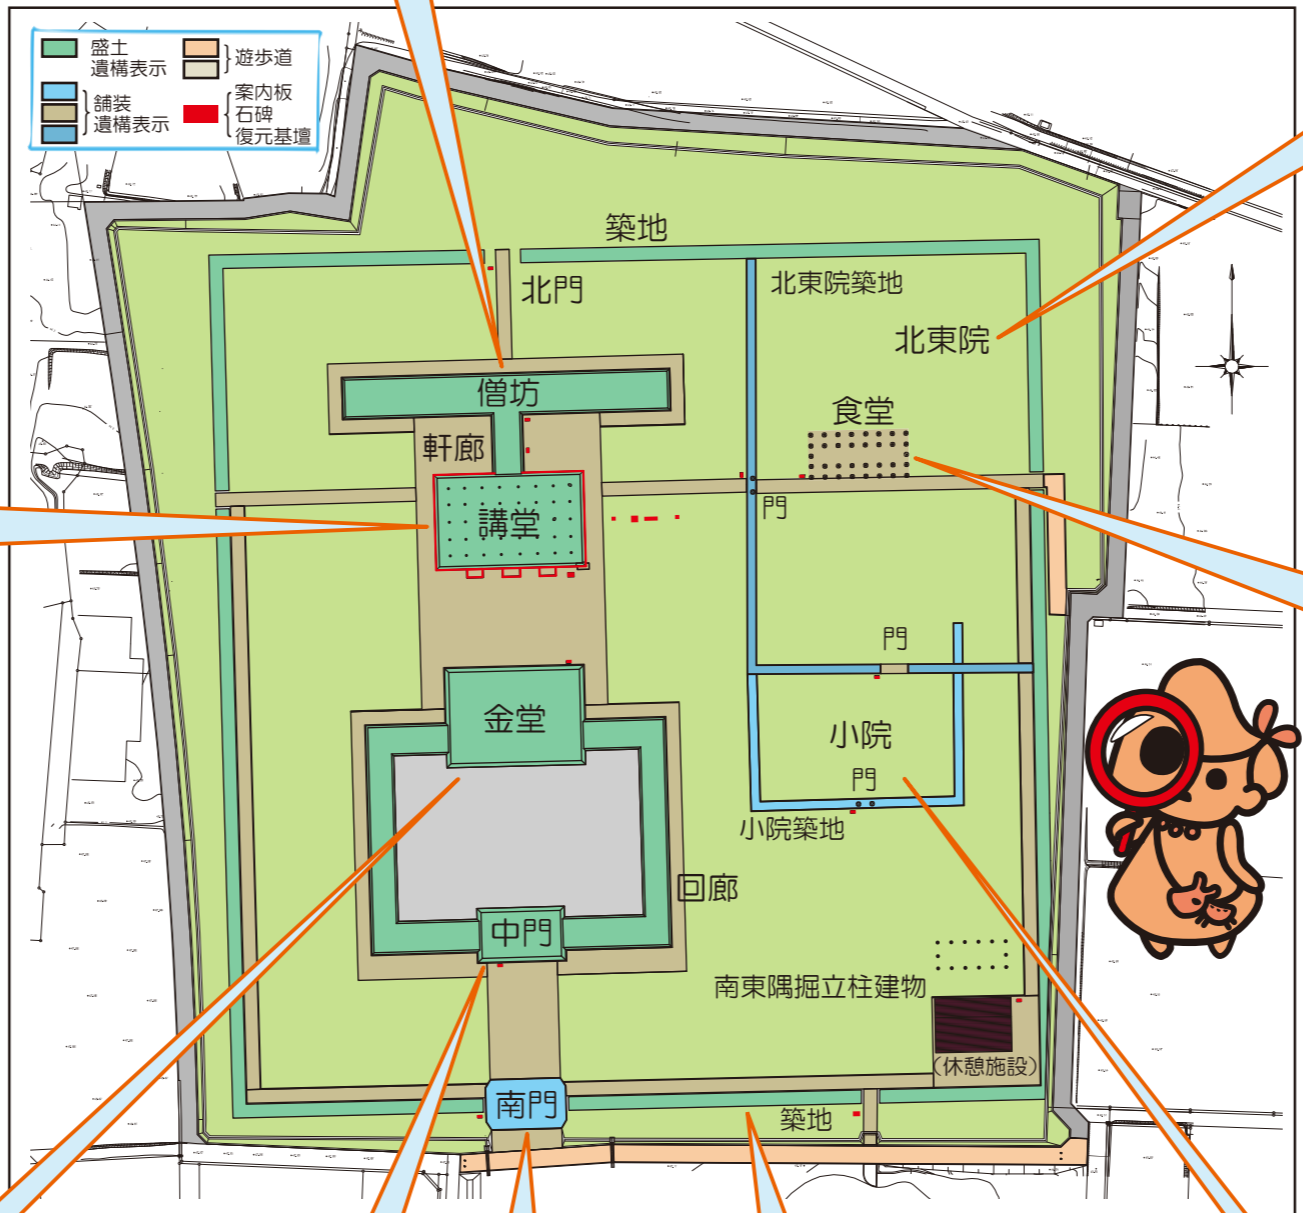 盛土
遺構表示
舗装
遺構表示
遊歩道
案内板
石碑
復元基壇
築地
北門
北東院築地
北東院
僧坊
食堂
軒廊
講堂
門
門
金堂
小院
門
小院築地
回廊
中門
南東隅掘立柱建物
(休憩施設)
南門
築地